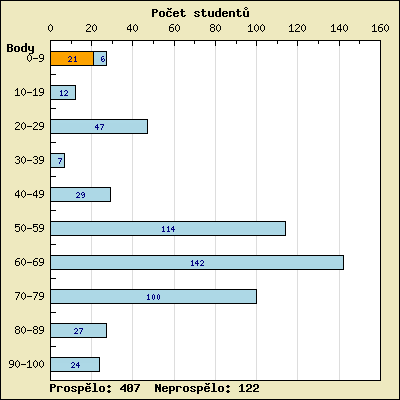 Počet studentů
0 20 40 60 80 100 120 140 160
Body
0-9 21 6
10-19 12
20-29 47
30-39 7
40-49 29
50-59 114
60-69 142
70-79 100
80-89 27
90-100 24
Prospělo: 407 Neprospělo: 122